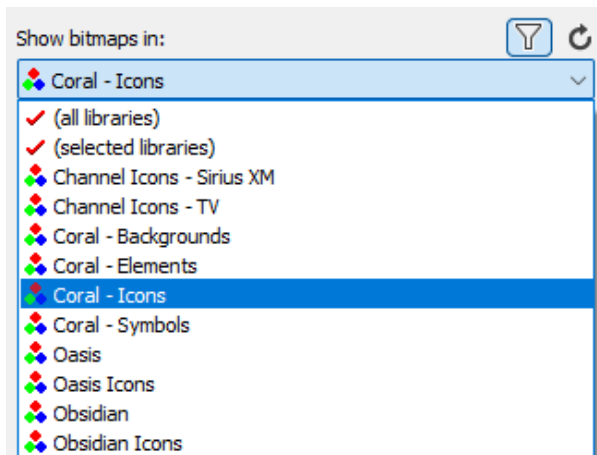 Show bitmaps in:
Coral - Icons
(all libraries)
(selected libraries)
Channel Icons - Sirius XM
Channel Icons - TV
Coral - Backgrounds
Coral - Elements
Coral - Icons
Coral - Symbols
Oasis
Oasis Icons
Obsidian
Obsidian Icons